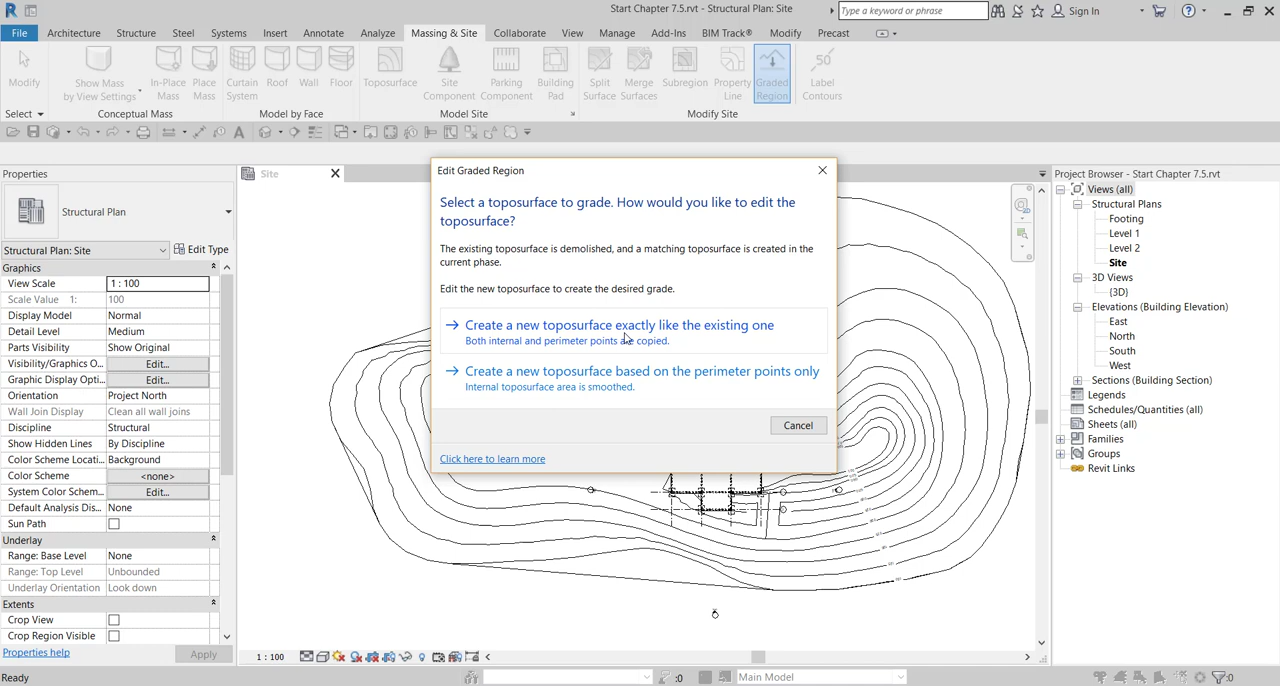 Start Chapter 7.5.rvt - Structural Plan: Site
Type a keyword or phrase
Sign In
File
Architecture
Structure
Steel
Systems
Insert
Annotate
Analyze
Massing & Site
Collaborate
View
Manage
Add-Ins
BIM Track®
Modify
Precast
Modify
Show Mass
by View Settings
In-Place
Mass
Place
Mass
Curtain
System
Roof
Wall
Floor
Toposurface
Site
Component
Parking
Component
Building
Pad
Split
Surface
Merge
Surfaces
Subregion
Property
Line
Graded
Region
Label
Contours
Select
Conceptual Mass
Model by Face
Model Site
Modify Site
Properties
Structural Plan
Structural Plan: Site
Edit Type
Graphics
View Scale 1 : 100
Scale Value 1: 100
Display Model Normal
Detail Level Medium
Parts Visibility Show Original
Visibility/Graphics O... Edit...
Graphic Display Opti... Edit...
Orientation Project North
Wall Join Display Clean all wall joins
Discipline Structural
Show Hidden Lines By Discipline
Color Scheme Locati... Background
Color Scheme <none>
System Color Schem... Edit...
Default Analysis Dis... None
Sun Path
Underlay
Range: Base Level None
Range: Top Level Unbounded
Underlay Orientation Look down
Extents
Crop View
Crop Region Visible
Properties help
Apply
Site
Edit Graded Region
Select a toposurface to grade. How would you like to edit the
toposurface?
The existing toposurface is demolished, and a matching toposurface is created in the
current phase.
Edit the new toposurface to create the desired grade.
Create a new toposurface exactly like the existing one
Both internal and perimeter points are copied.
Create a new toposurface based on the perimeter points only
Internal toposurface area is smoothed.
Cancel
Click here to learn more
Project Browser - Start Chapter 7.5.rvt
Views (all)
Structural Plans
Footing
Level 1
Level 2
Site
3D Views
{3D}
Elevations (Building Elevation)
East
North
South
West
Sections (Building Section)
Legends
Schedules/Quantities (all)
Sheets (all)
Families
Groups
Revit Links
1 : 100
Ready
:0
Main Model
:0